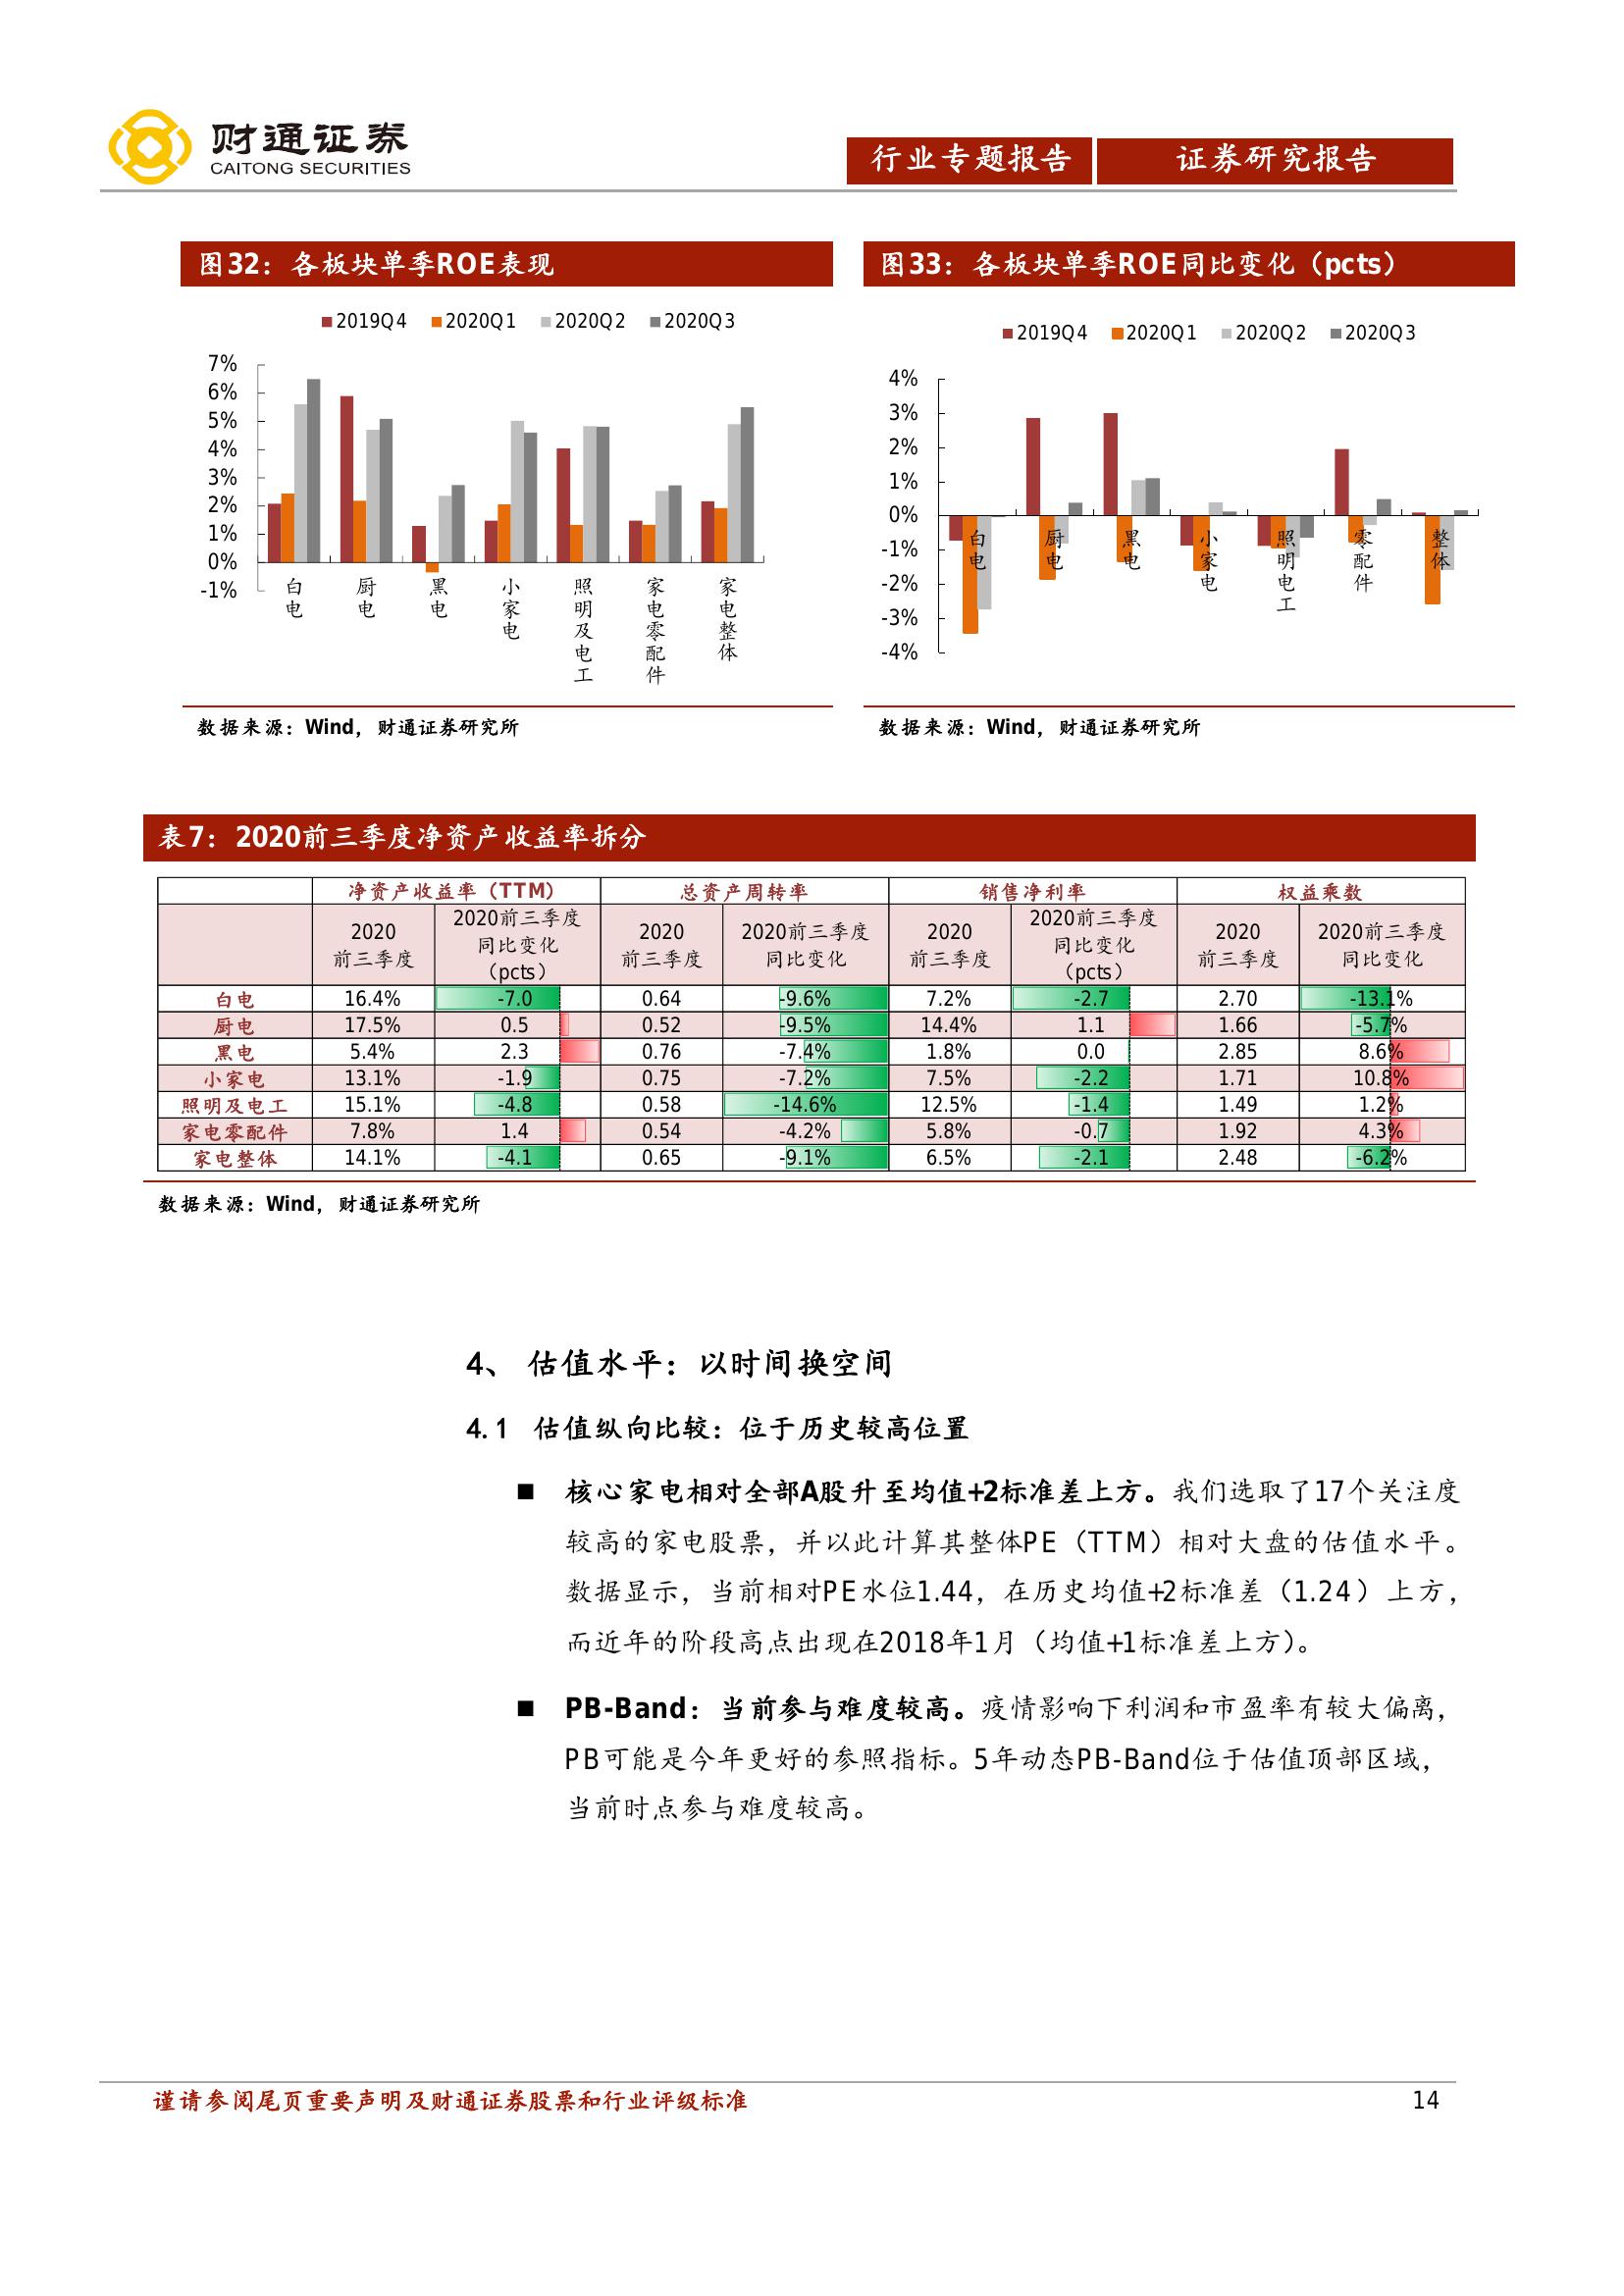 财通证券
CAITONG SECURITIES
行业专题报告 证券研究报告
图32：各板块单季ROE表现
2019Q4 2020Q1 2020Q2 2020Q3
7%
6%
5%
4%
3%
2%
1%
0%
-1%
白电 厨电 黑电 小家电 照明及电工 家电零配件 家电整体
数据来源：Wind，财通证券研究所
图33：各板块单季ROE同比变化（pcts）
2019Q4 2020Q1 2020Q2 2020Q3
4%
3%
2%
1%
0%
-1%
-2%
-3%
-4%
白电 厨电 黑电 小家电 照明电工 零配件 整体
数据来源：Wind，财通证券研究所
表7：2020前三季度净资产收益率拆分
净资产收益率（TTM） 总资产周转率 销售净利率 权益乘数
2020前三季度 2020前三季度同比变化（pcts） 2020前三季度 2020前三季度同比变化 2020前三季度 2020前三季度同比变化（pcts） 2020前三季度 2020前三季度同比变化
白电 16.4% -7.0 0.64 -9.6% 7.2% -2.7 2.70 -13.1%
厨电 17.5% 0.5 0.52 -9.5% 14.4% 1.1 1.66 -5.7%
黑电 5.4% 2.3 0.76 -7.4% 1.8% 0.0 2.85 8.6%
小家电 13.1% -1.9 0.75 -7.2% 7.5% -2.2 1.71 10.8%
照明及电工 15.1% -4.8 0.58 -14.6% 12.5% -1.4 1.49 1.2%
家电零配件 7.8% 1.4 0.54 -4.2% 5.8% -0.7 1.92 4.3%
家电整体 14.1% -4.1 0.65 -9.1% 6.5% -2.1 2.48 -6.2%
数据来源：Wind，财通证券研究所
4、 估值水平：以时间换空间
4.1 估值纵向比较：位于历史较高位置
■ 核心家电相对全部A股升至均值+2标准差上方。我们选取了17个关注度
较高的家电股票，并以此计算其整体PE（TTM）相对大盘的估值水平。
数据显示，当前相对PE水位1.44，在历史均值+2标准差（1.24）上方，
而近年的阶段高点出现在2018年1月（均值+1标准差上方）。
■ PB-Band：当前参与难度较高。疫情影响下利润和市盈率有较大偏离，
PB可能是今年更好的参照指标。5年动态PB-Band位于估值顶部区域，
当前时点参与难度较高。
谨请参阅尾页重要声明及财通证券股票和行业评级标准 14